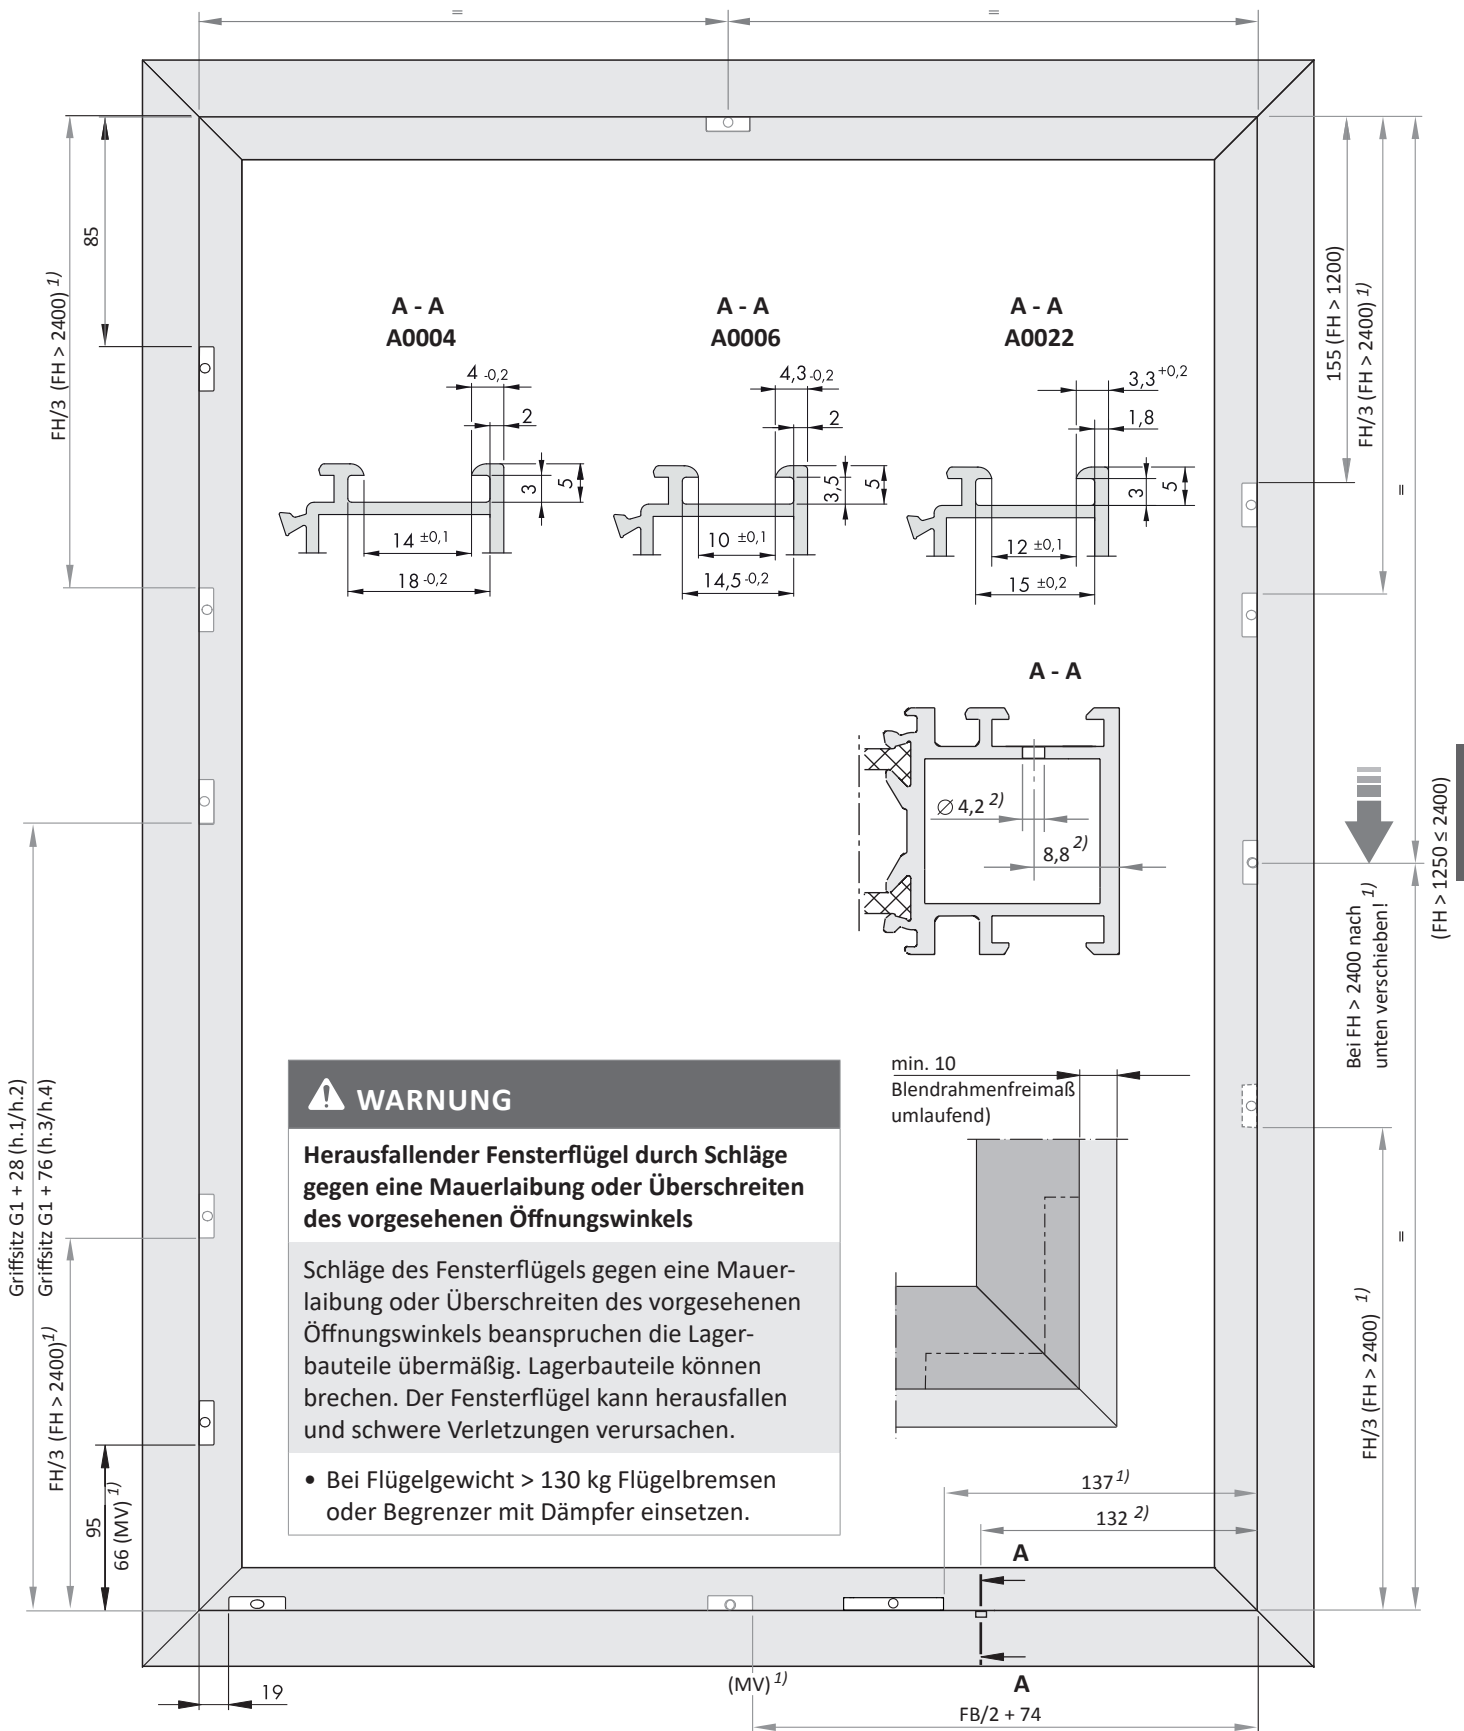 = =
85
FH/3 (FH > 2400) 1)
155 (FH > 1200)
FH/3 (FH > 2400) 1)
=
A - A
A0004
4 -0,2
2
3
5
14 ±0,1
18 -0,2
A - A
A0006
4,3 -0,2
2
3,5
5
10 ±0,1
14,5 -0,2
A - A
A0022
3,3 +0,2
1,8
3
5
12 ±0,1
15 ±0,2
A - A
Ø 4,2 2)
8,8 2)
(FH > 1250 ≤ 2400)
Bei FH > 2400 nach
unten verschieben! 1)
=
FH/3 (FH > 2400) 1)
min. 10
Blendrahmenfreimaß
umlaufend)
Griffsitz G1 + 28 (h.1/h.2)
Griffsitz G1 + 76 (h.3/h.4)
FH/3 (FH > 2400) 1)
95
66 (MV) 1)
WARNUNG
Herausfallender Fensterflügel durch Schläge
gegen eine Mauerlaibung oder Überschreiten
des vorgesehenen Öffnungswinkels
Schläge des Fensterflügels gegen eine Mauer-
laibung oder Überschreiten des vorgesehenen
Öffnungswinkels beanspruchen die Lager-
bauteile übermäßig. Lagerbauteile können
brechen. Der Fensterflügel kann herausfallen
und schwere Verletzungen verursachen.
• Bei Flügelgewicht > 130 kg Flügelbremsen
oder Begrenzer mit Dämpfer einsetzen.
137 1)
132 2)
A
A
19
(MV) 1)
FB/2 + 74